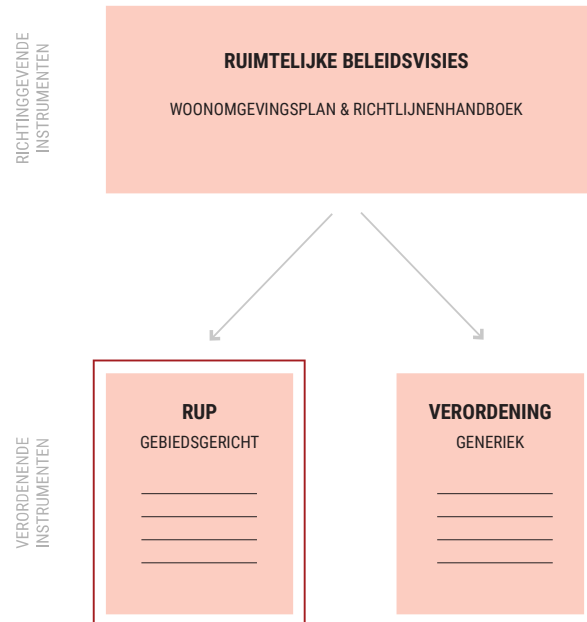 RICHTINGGEVENDE
INSTRUMENTEN
RUIMTELIJKE BELEIDSVISIES
WOONOMGEVINGSPLAN & RICHTLIJNENHANDBOEK
VERORDENENDE
INSTRUMENTEN
RUP
GEBIEDSGERICHT
VERORDENING
GENERIEK